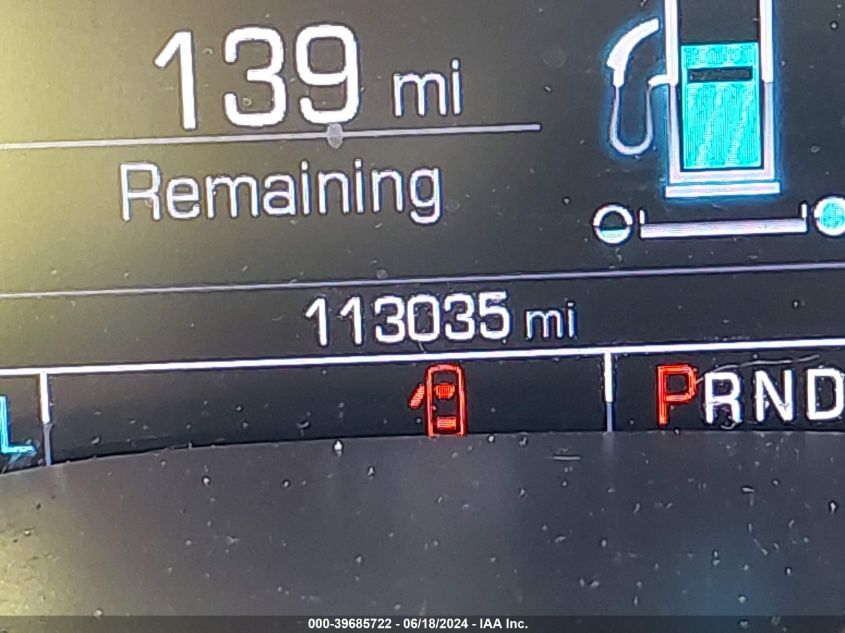 139 mi
Remaining
113035 mi
L
PRND
000-39685722 - 06/18/2024 - IAA Inc.